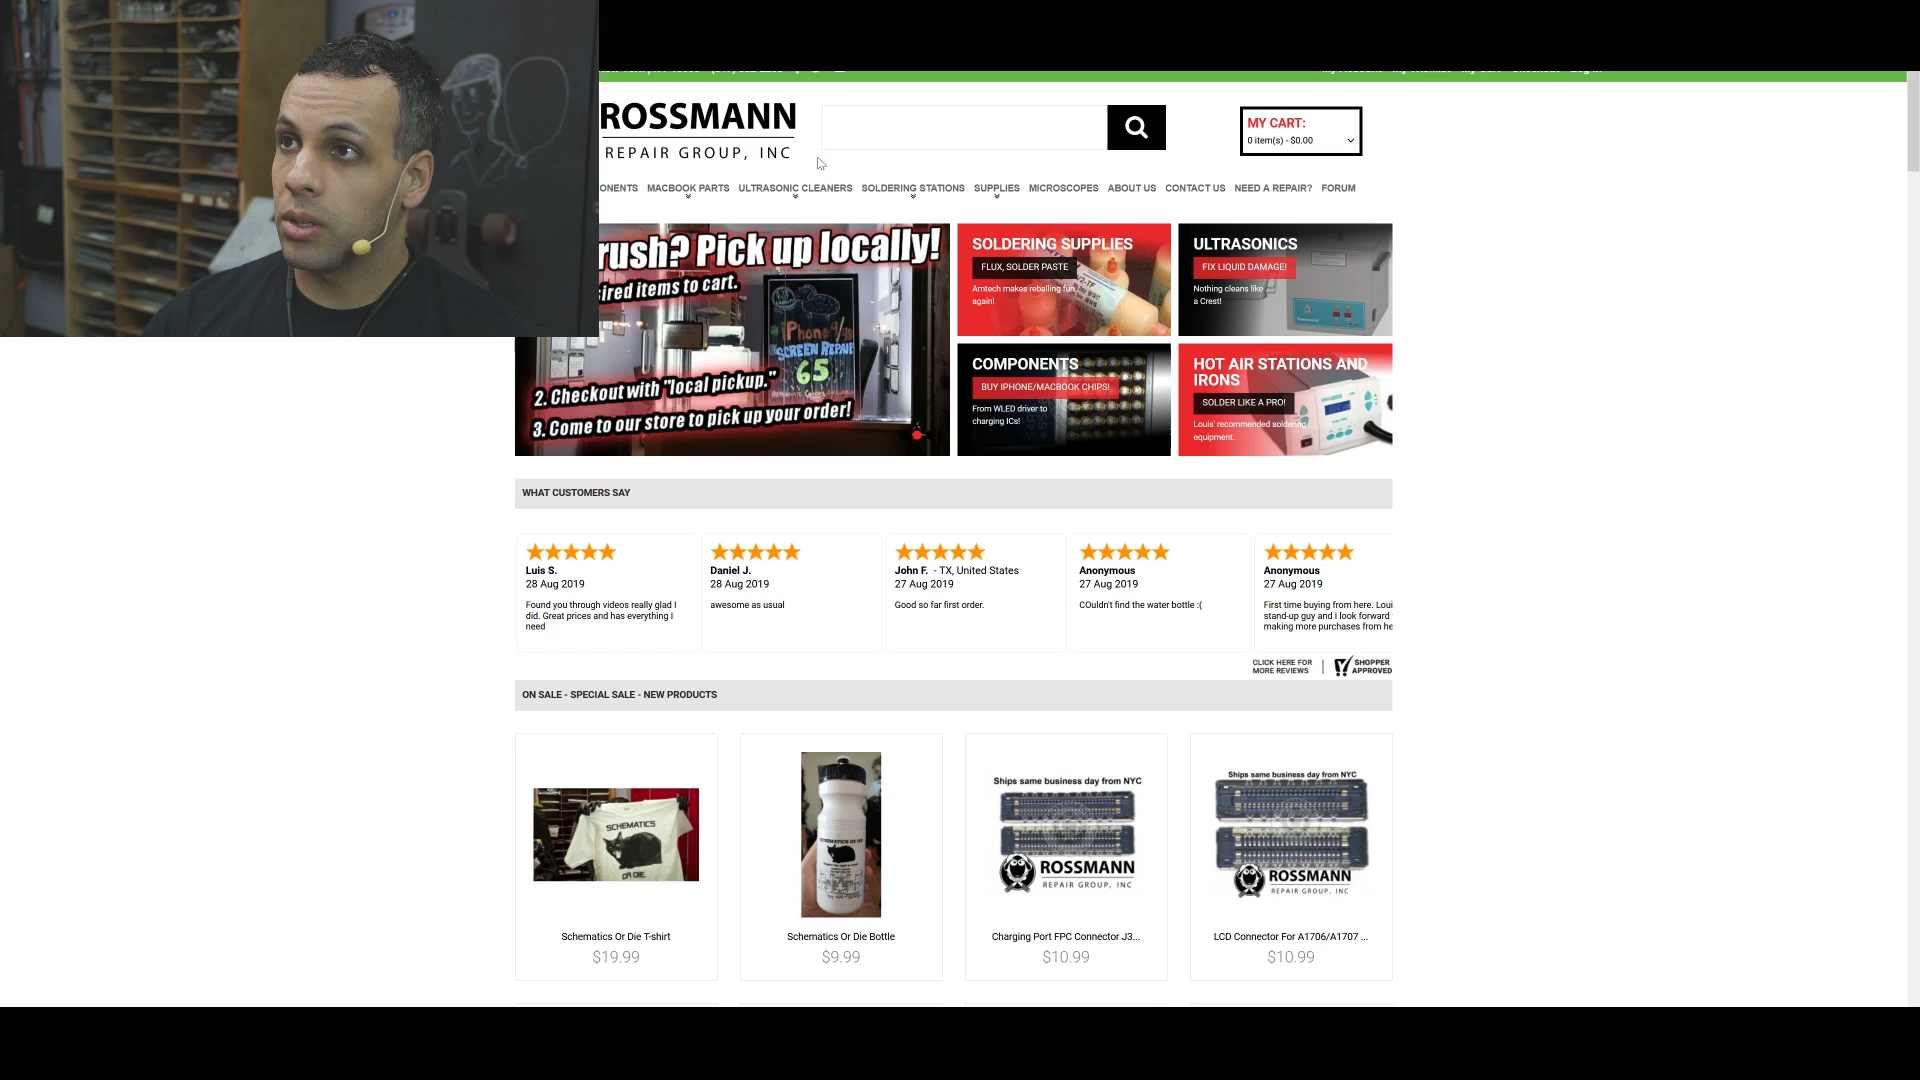 ROSSMANN
REPAIR GROUP, INC
MY CART:
0 item(s) - $0.00
ONENTS MACBOOK PARTS ULTRASONIC CLEANERS SOLDERING STATIONS SUPPLIES MICROSCOPES ABOUT US CONTACT US NEED A REPAIR? FORUM
rush? Pick up locally!
ired items to cart.
iPhone
SCREEN REPAIR
65
2. Checkout with "local pickup."
3. Come to our store to pick up your order!
SOLDERING SUPPLIES
FLUX, SOLDER PASTE
Amtech makes reballing fun
again!
ULTRASONICS
FIX LIQUID DAMAGE!
Nothing cleans like
a Crest!
COMPONENTS
BUY IPHONE/MACBOOK CHIPS!
From WLED driver to
charging ICs!
HOT AIR STATIONS AND
IRONS
SOLDER LIKE A PRO!
Louis' recommended soldering
equipment.
WHAT CUSTOMERS SAY
Luis S.
28 Aug 2019
Found you through videos really glad I
did. Great prices and has everything I
need
Daniel J.
28 Aug 2019
awesome as usual
John F. - TX, United States
27 Aug 2019
Good so far first order.
Anonymous
27 Aug 2019
COuldn't find the water bottle :(
Anonymous
27 Aug 2019
First time buying from here. Loui
stand-up guy and I look forward
making more purchases from he
CLICK HERE FOR
MORE REVIEWS
SHOPPER
APPROVED
ON SALE - SPECIAL SALE - NEW PRODUCTS
SCHEMATICS
OR DIE
Schematics Or Die T-shirt
$19.99
SCHEMATICS OR DIE
Schematics Or Die Bottle
$9.99
Ships same business day from NYC
ROSSMANN
REPAIR GROUP, INC
Charging Port FPC Connector J3...
$10.99
Ships same business day from NYC
ROSSMANN
REPAIR GROUP, INC
LCD Connector For A1706/A1707 ...
$10.99